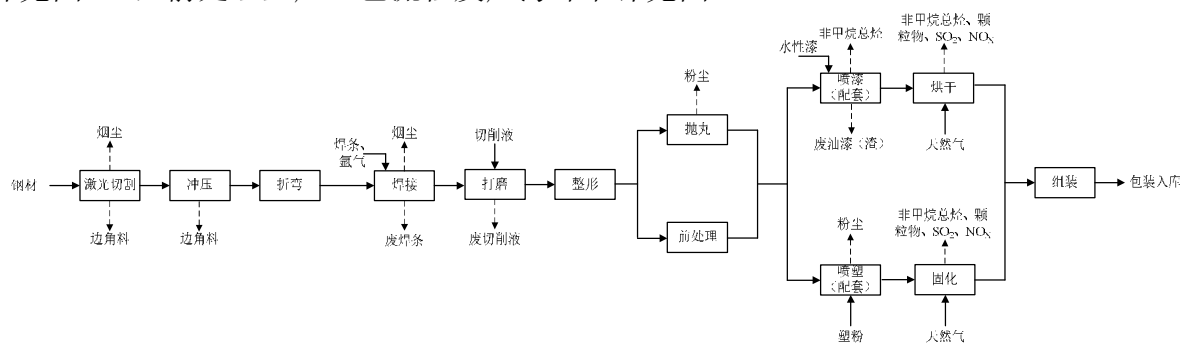 水性漆
非甲烷总烃
非甲烷总烃、颗
粒物、SO₂、NOₓ
粉尘
喷漆
（配套）
烘干
烟尘
焊条、
氩气
烟尘
切削液
抛丸
废油漆（渣）
天然气
钢材
激光切割
冲压
折弯
焊接
打磨
整形
组装
包装入库
边角料
边角料
废焊条
废切削液
前处理
粉尘
非甲烷总烃、颗
粒物、SO₂、NOₓ
喷塑
（配套）
固化
塑粉
天然气